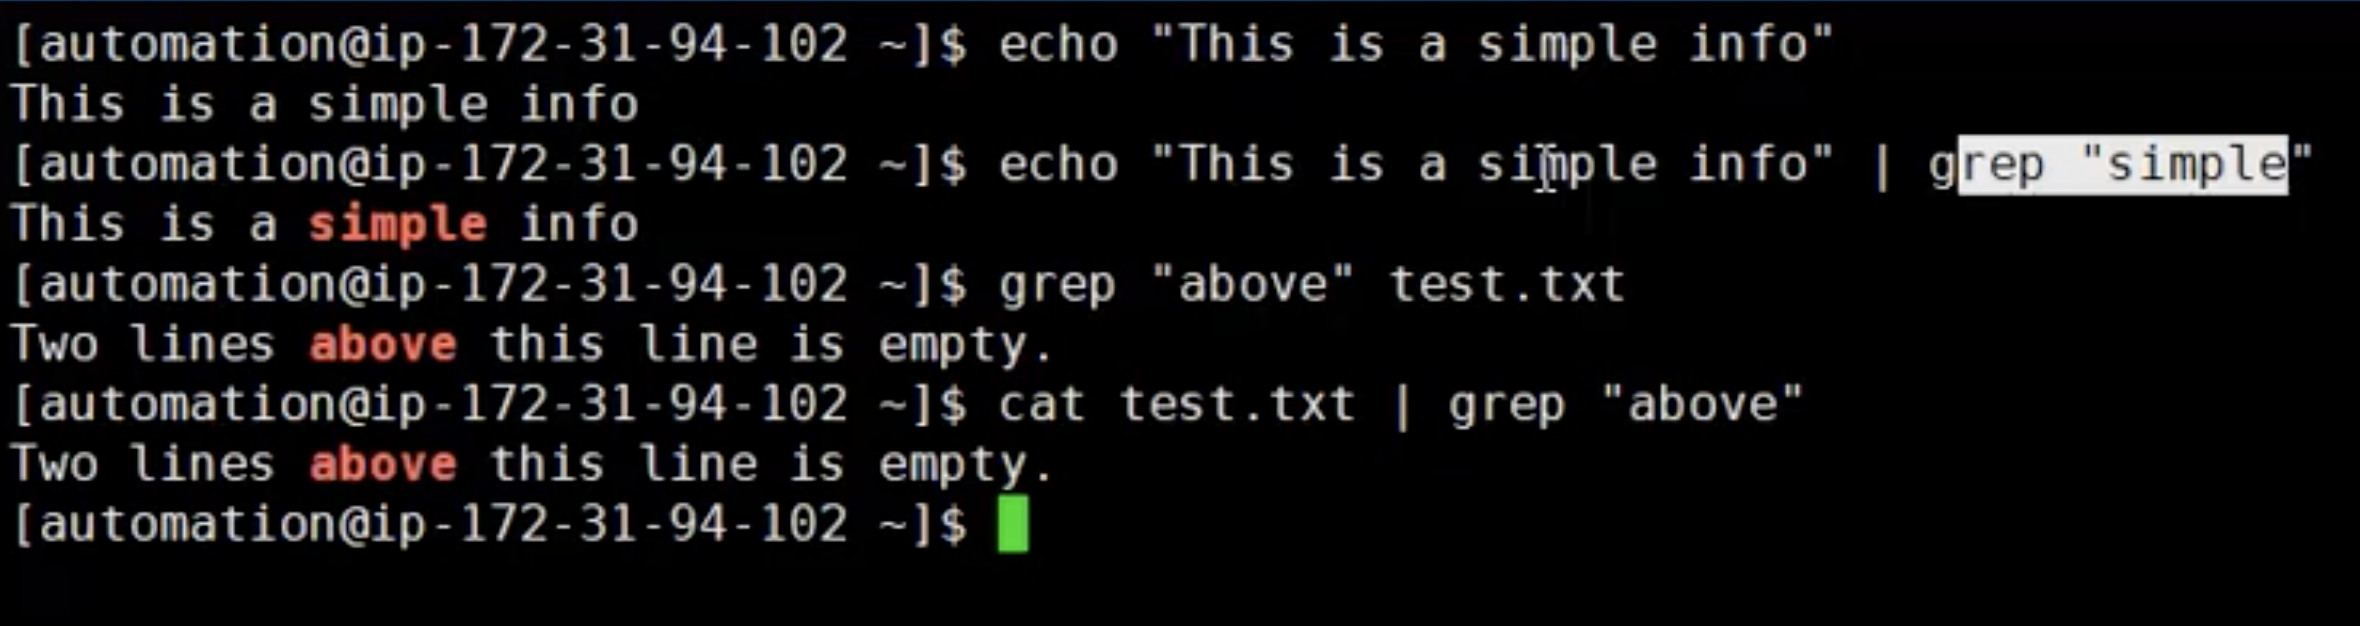 [automation@ip-172-31-94-102 ~]$ echo "This is a simple info"
This is a simple info
[automation@ip-172-31-94-102 ~]$ echo "This is a simple info" | grep "simple"
This is a simple info
[automation@ip-172-31-94-102 ~]$ grep "above" test.txt
Two lines above this line is empty.
[automation@ip-172-31-94-102 ~]$ cat test.txt | grep "above"
Two lines above this line is empty.
[automation@ip-172-31-94-102 ~]$